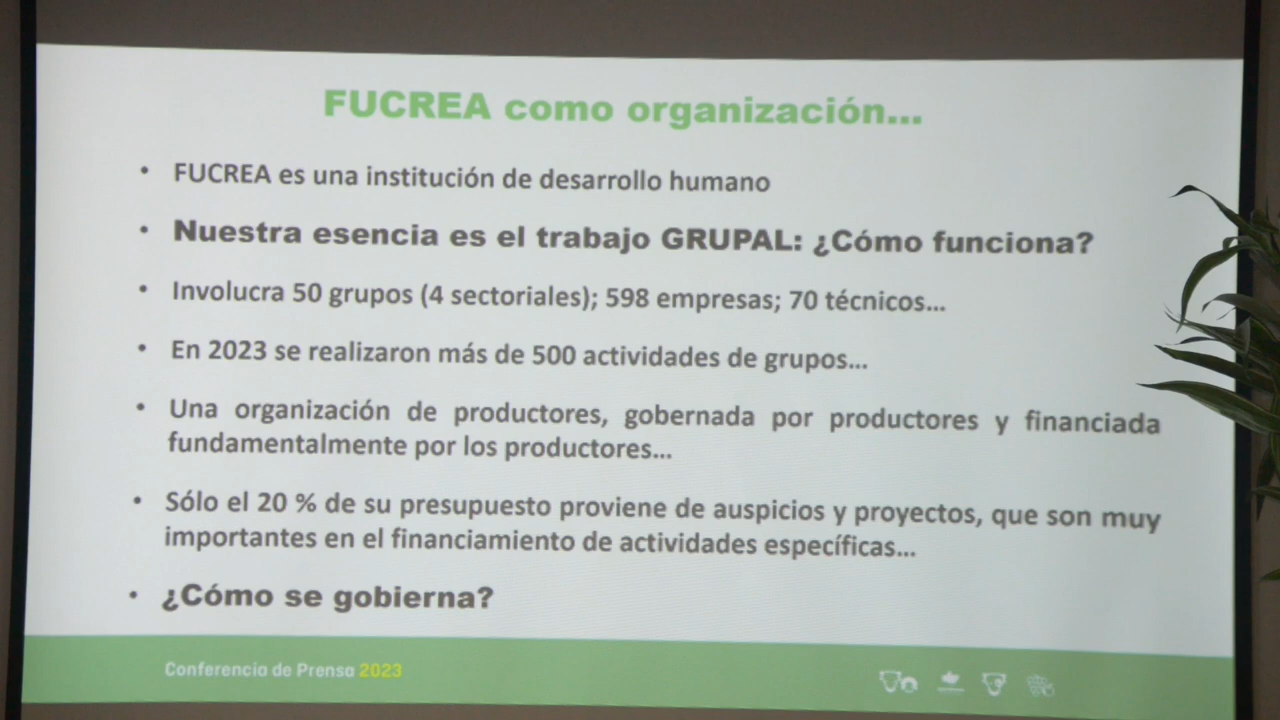 FUCREA como organización...
• FUCREA es una institución de desarrollo humano
• Nuestra esencia es el trabajo GRUPAL: ¿Cómo funciona?
• Involucra 50 grupos (4 sectoriales); 598 empresas; 70 técnicos...
• En 2023 se realizaron más de 500 actividades de grupos...
• Una organización de productores, gobernada por productores y financiada
fundamentalmente por los productores...
• Sólo el 20 % de su presupuesto proviene de auspicios y proyectos, que son muy
importantes en el financiamiento de actividades específicas...
• ¿Cómo se gobierna?
Conferencia de Prensa 2023